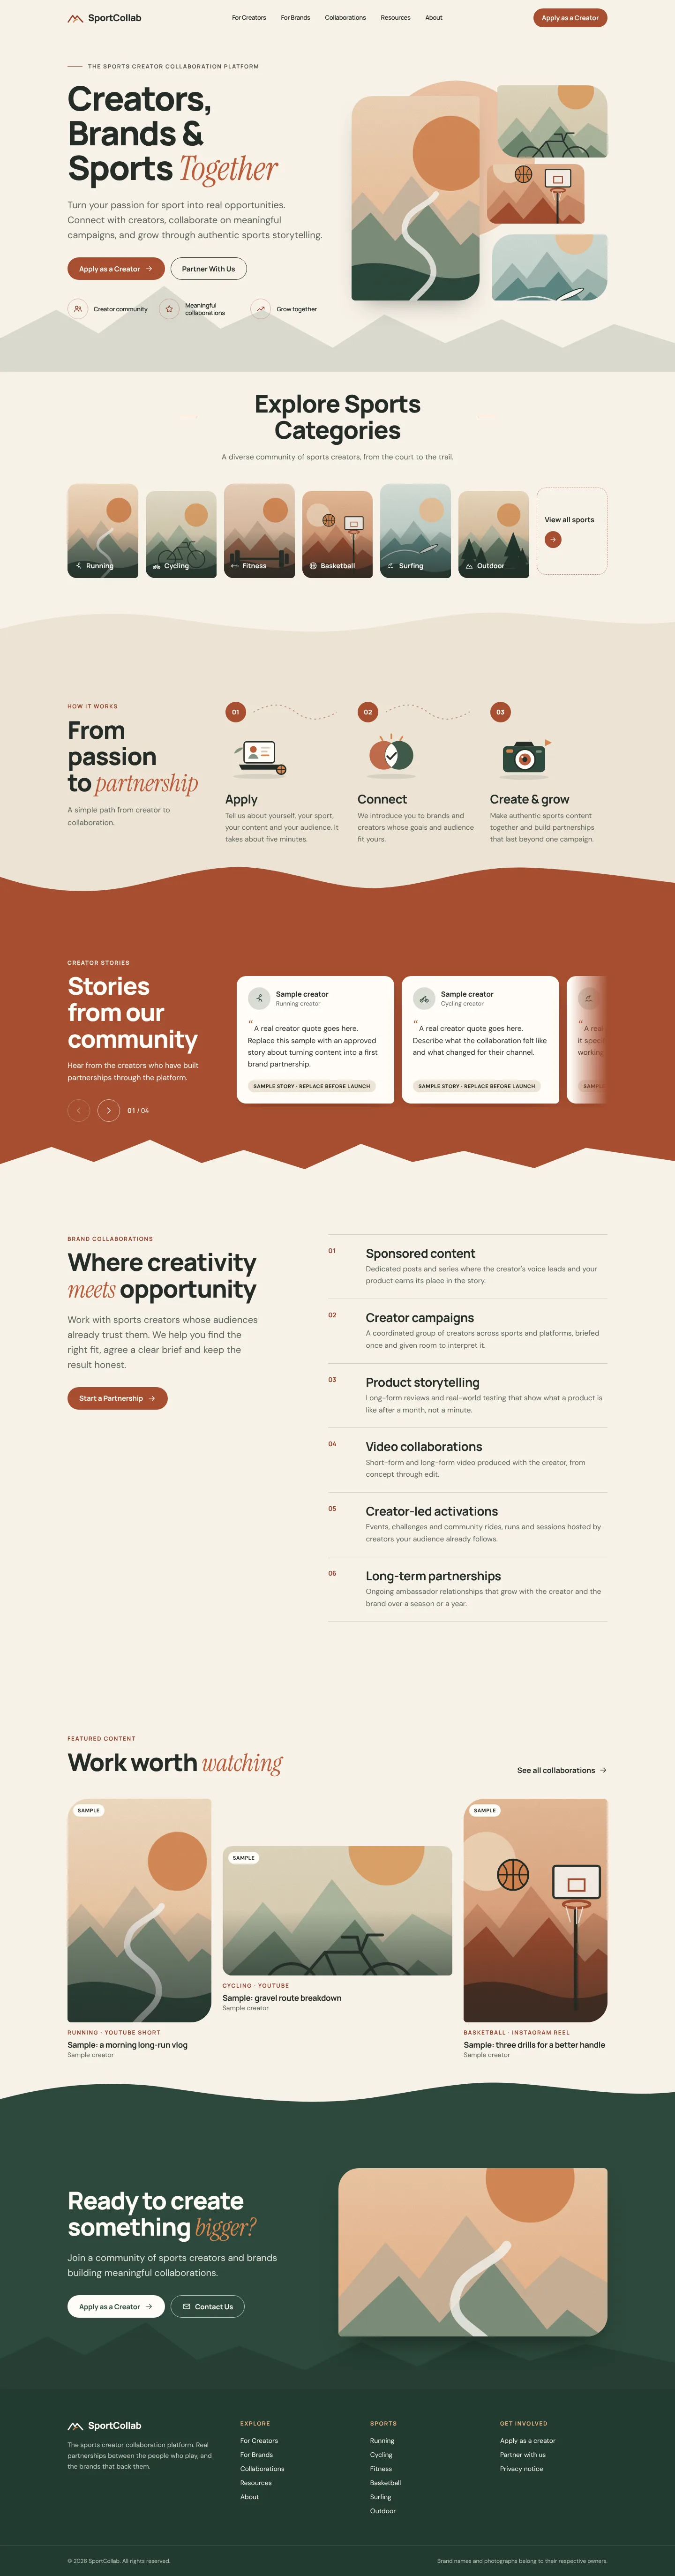 SportCollab
For Creators
For Brands
Collaborations
Resources
About
Apply as a Creator
THE SPORTS CREATOR COLLABORATION PLATFORM
Creators,
Brands &
Sports Together
Turn your passion for sport into real opportunities.
Connect with creators, collaborate on meaningful
campaigns, and grow through authentic sports storytelling.
Apply as a Creator
Partner With Us
Creator community
Meaningful
collaborations
Grow together
Explore Sports
Categories
A diverse community of sports creators, from the court to the trail.
Running
Cycling
Fitness
Basketball
Surfing
Outdoor
View all sports
HOW IT WORKS
From
passion
to partnership
A simple path from creator to
collaboration.
01
Apply
Tell us about yourself, your sport,
your content and your audience. It
takes about five minutes.
02
Connect
We introduce you to brands and
creators whose goals and audience
fit yours.
03
Create & grow
Make authentic sports content
together and build partnerships
that last beyond one campaign.
CREATOR STORIES
Stories
from our
community
Hear from the creators who have built
partnerships through the platform.
01 / 04
Sample creator
Running creator
“ A real creator quote goes here.
Replace this sample with an approved
story about turning content into a first
brand partnership.
SAMPLE STORY · REPLACE BEFORE LAUNCH
Sample creator
Cycling creator
“ A real creator quote goes here.
Describe what the collaboration felt like
and what changed for their channel.
SAMPLE STORY · REPLACE BEFORE LAUNCH
“ A real
it
working
BRAND COLLABORATIONS
Where creativity
meets opportunity
Work with sports creators whose audiences
already trust them. We help you find the
right fit, agree a clear brief and keep the
result honest.
Start a Partnership
01
Sponsored content
Dedicated posts and series where the creator's voice leads and your
product earns its place in the story.
02
Creator campaigns
A coordinated group of creators across sports and platforms, briefed
once and given room to interpret it.
03
Product storytelling
Long-form reviews and real-world testing that show what a product is
like after a month, not a minute.
04
Video collaborations
Short-form and long-form video produced with the creator, from
concept through edit.
05
Creator-led activations
Events, challenges and community rides, runs and sessions hosted by
creators your audience already follows.
06
Long-term partnerships
Ongoing ambassador relationships that grow with the creator and the
brand over a season or a year.
FEATURED CONTENT
Work worth watching
See all collaborations
SAMPLE
RUNNING · YOUTUBE SHORT
Sample: a morning long-run vlog
Sample creator
SAMPLE
CYCLING · YOUTUBE
Sample: gravel route breakdown
Sample creator
SAMPLE
BASKETBALL · INSTAGRAM REEL
Sample: three drills for a better handle
Sample creator
Ready to create
something bigger?
Join a community of sports creators and brands
building meaningful collaborations.
Apply as a Creator
Contact Us
SportCollab
The sports creator collaboration platform. Real
partnerships between the people who play, and
the brands that back them.
EXPLORE
For Creators
For Brands
Collaborations
Resources
About
SPORTS
Running
Cycling
Fitness
Basketball
Surfing
Outdoor
GET INVOLVED
Apply as a creator
Partner with us
Privacy notice
© 2026 SportCollab. All rights reserved.
Brand names and photographs belong to their respective owners.